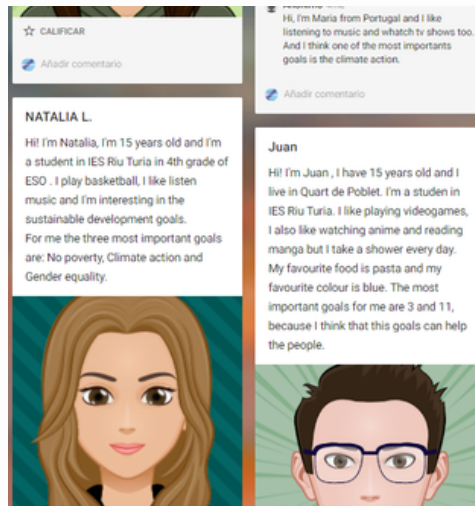 CALIFICAR
Añadir comentario
NATALIA L.
Hi! I'm Natalia, I'm 15 years old and I'm
a student in IES Riu Turia in 4th grade of
ESO . I play basketball, I like listen
music and I'm interesting in the
sustainable development goals.
For me the three most important goals
are: No poverty, Climate action and
Gender equality.
Hi, I'm Maria from Portugal and I like
listening to music and whatch tv shows too.
And I think one of the most importants
goals is the climate action.
Añadir comentario
Juan
Hi! I'm Juan , I have 15 years old and I
live in Quart de Poblet. I'm a studen in
IES Riu Turia. I like playing videogames,
I also like watching anime and reading
manga but I take a shower every day.
My favourite food is pasta and my
favourite colour is blue. The most
important goals for me are 3 and 11,
because I think that this goals can help
the people.